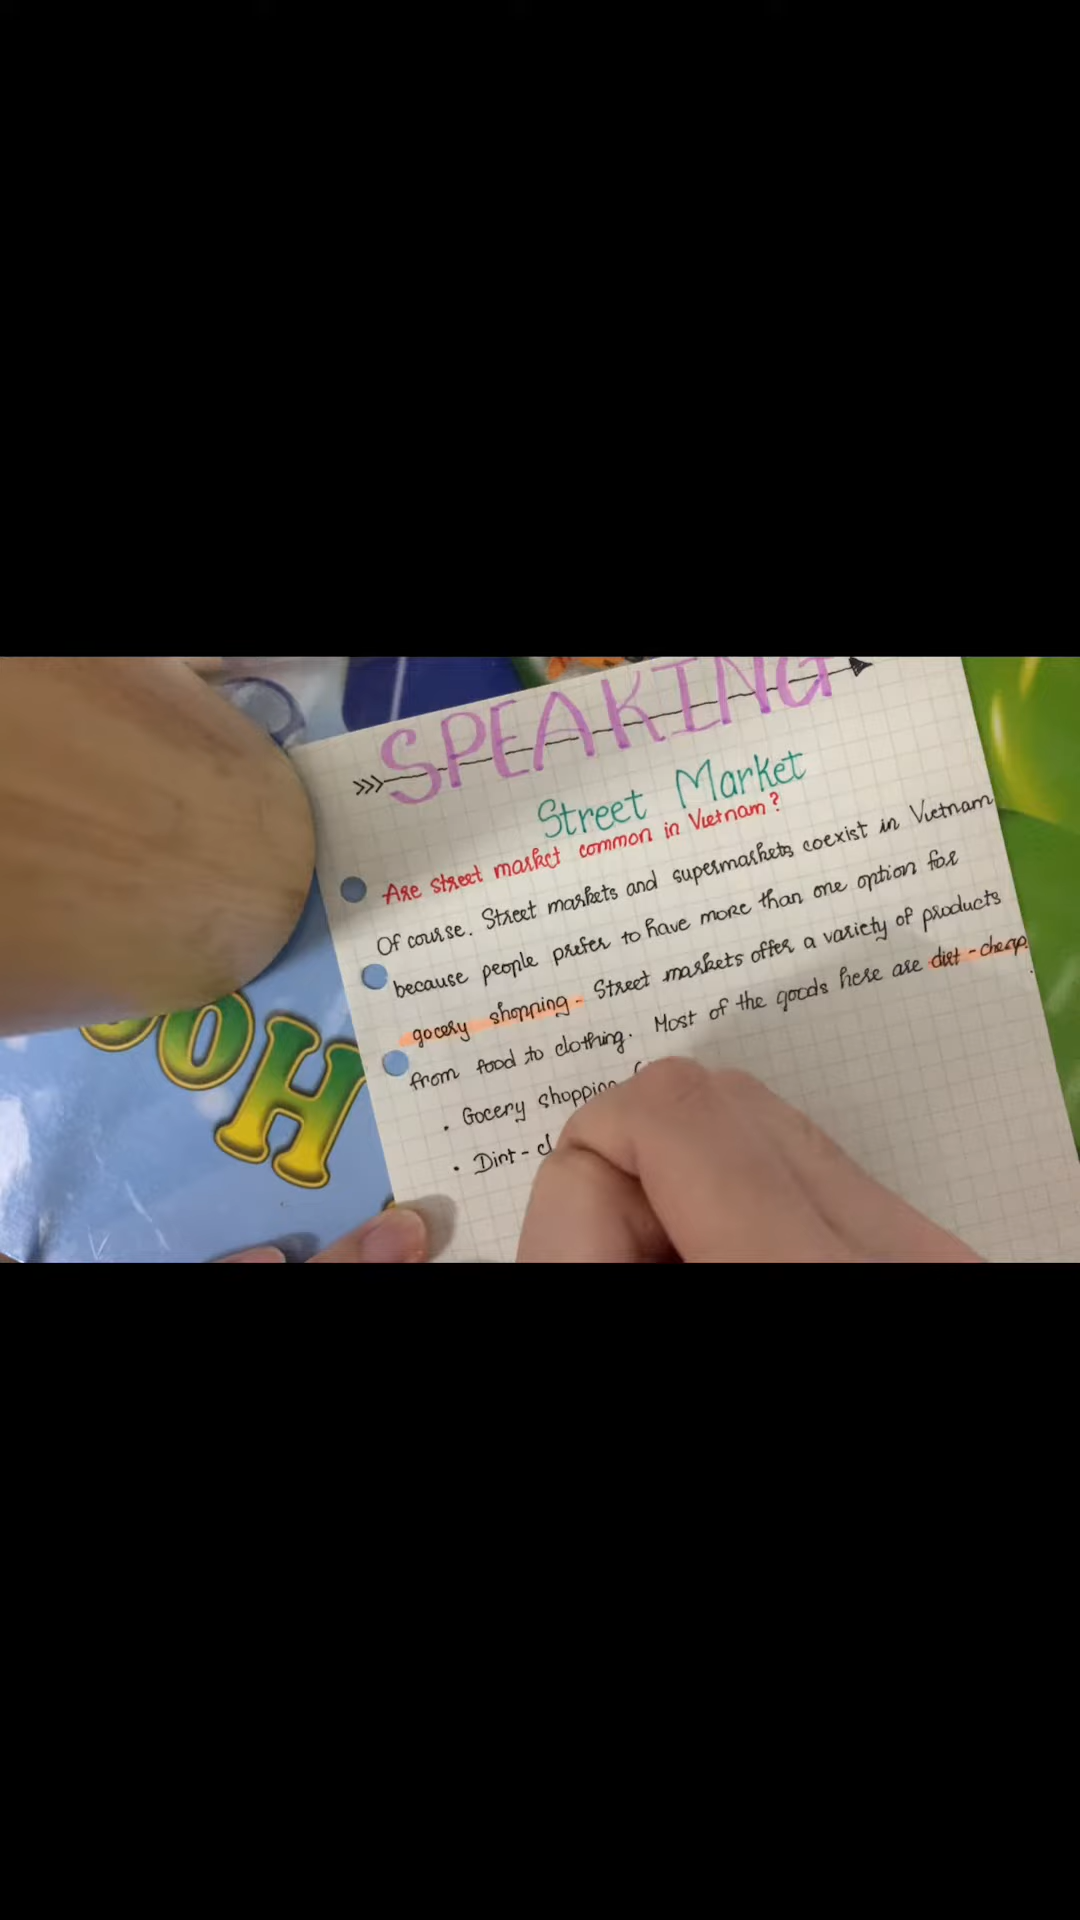 SPEAKING
Street Market
Are street market common in Vietnam?
Of course. Street markets and supermarkets coexist in Vietnam
because people prefer to have more than one option for
gocery shopping. Street markets offer a variety of products
from food to clothing. Most of the goods here are dirt-cheap.
• Gocery shopping
• Dirt-